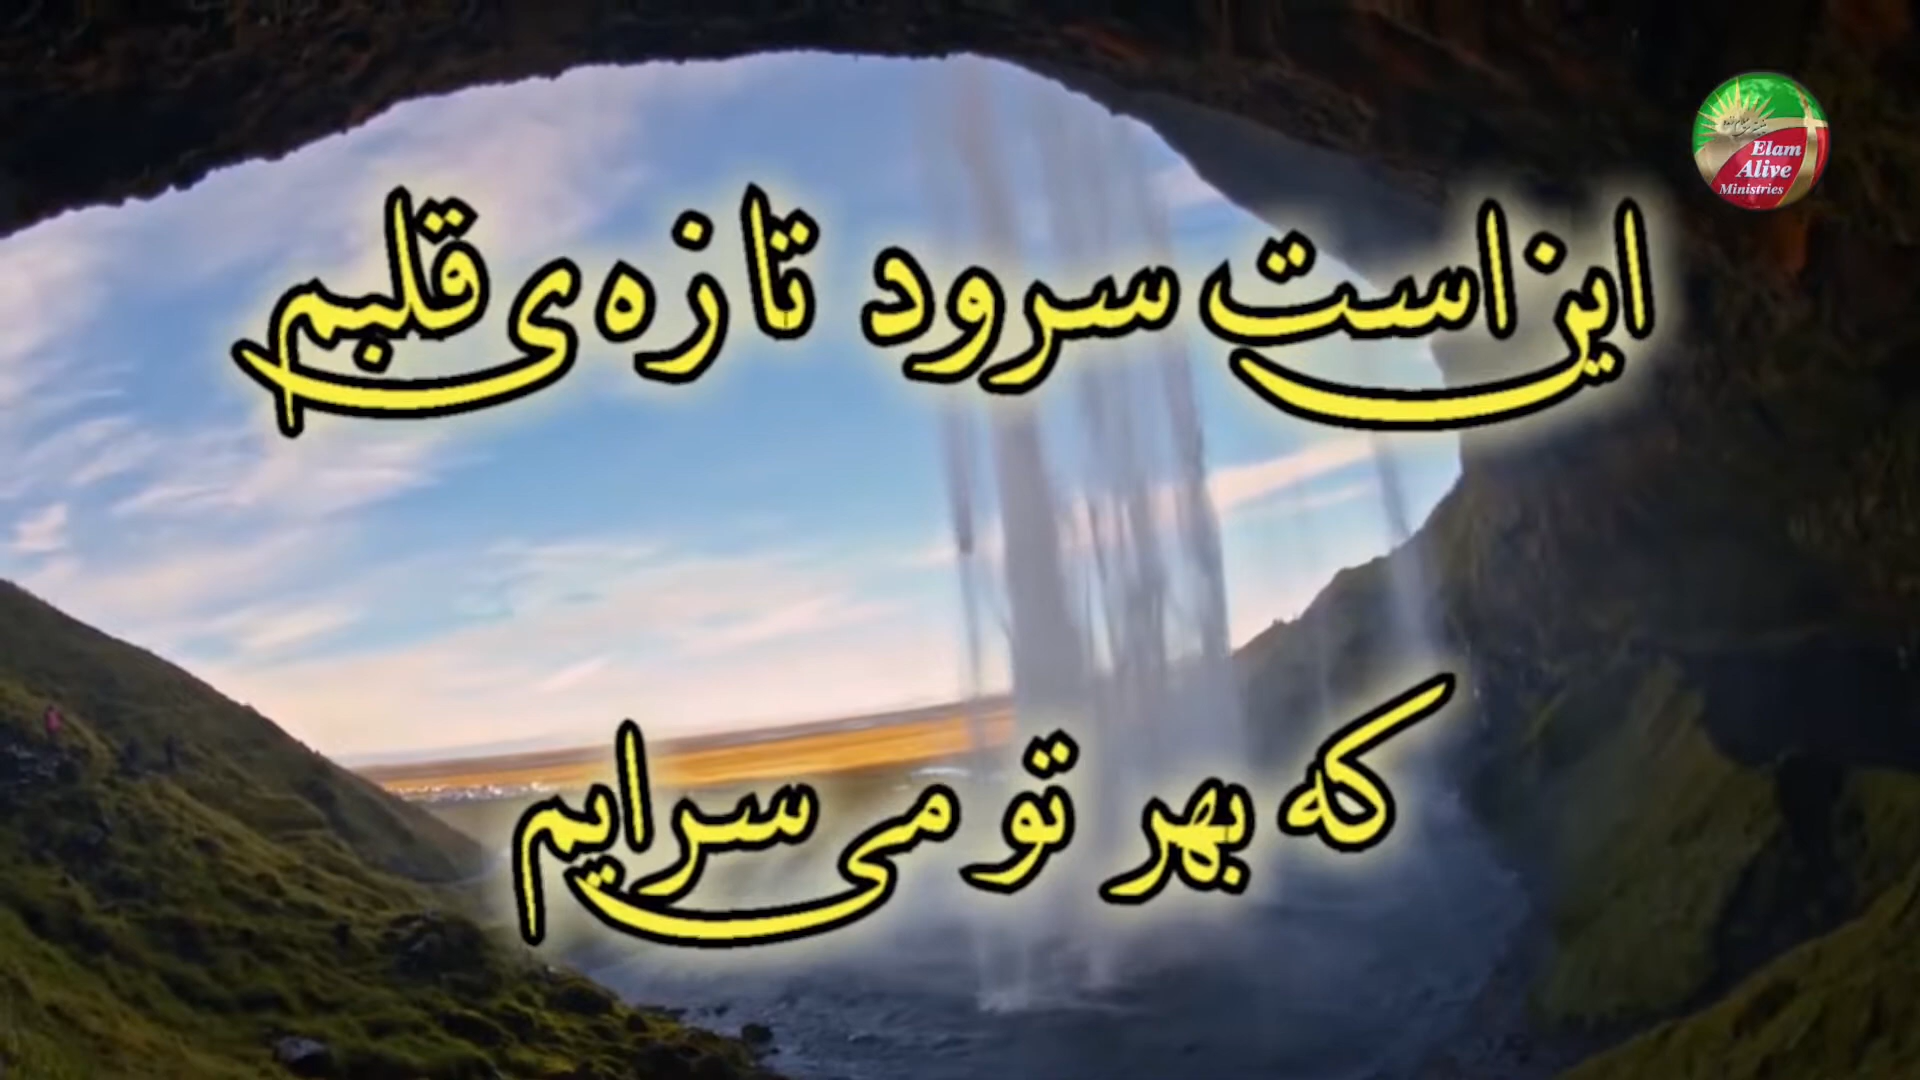 این است سرود تازه‌ی قلبم
که بهر تو می سرایم
Elam
Alive
Ministries